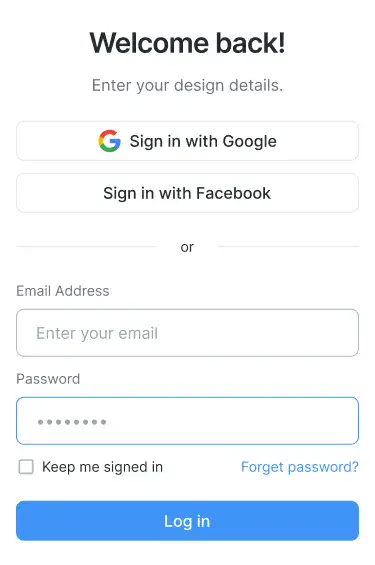 Welcome back!
Enter your design details.
Sign in with Google
Sign in with Facebook
or
Email Address
Enter your email
Password
••••••••
Keep me signed in
Forget password?
Log in